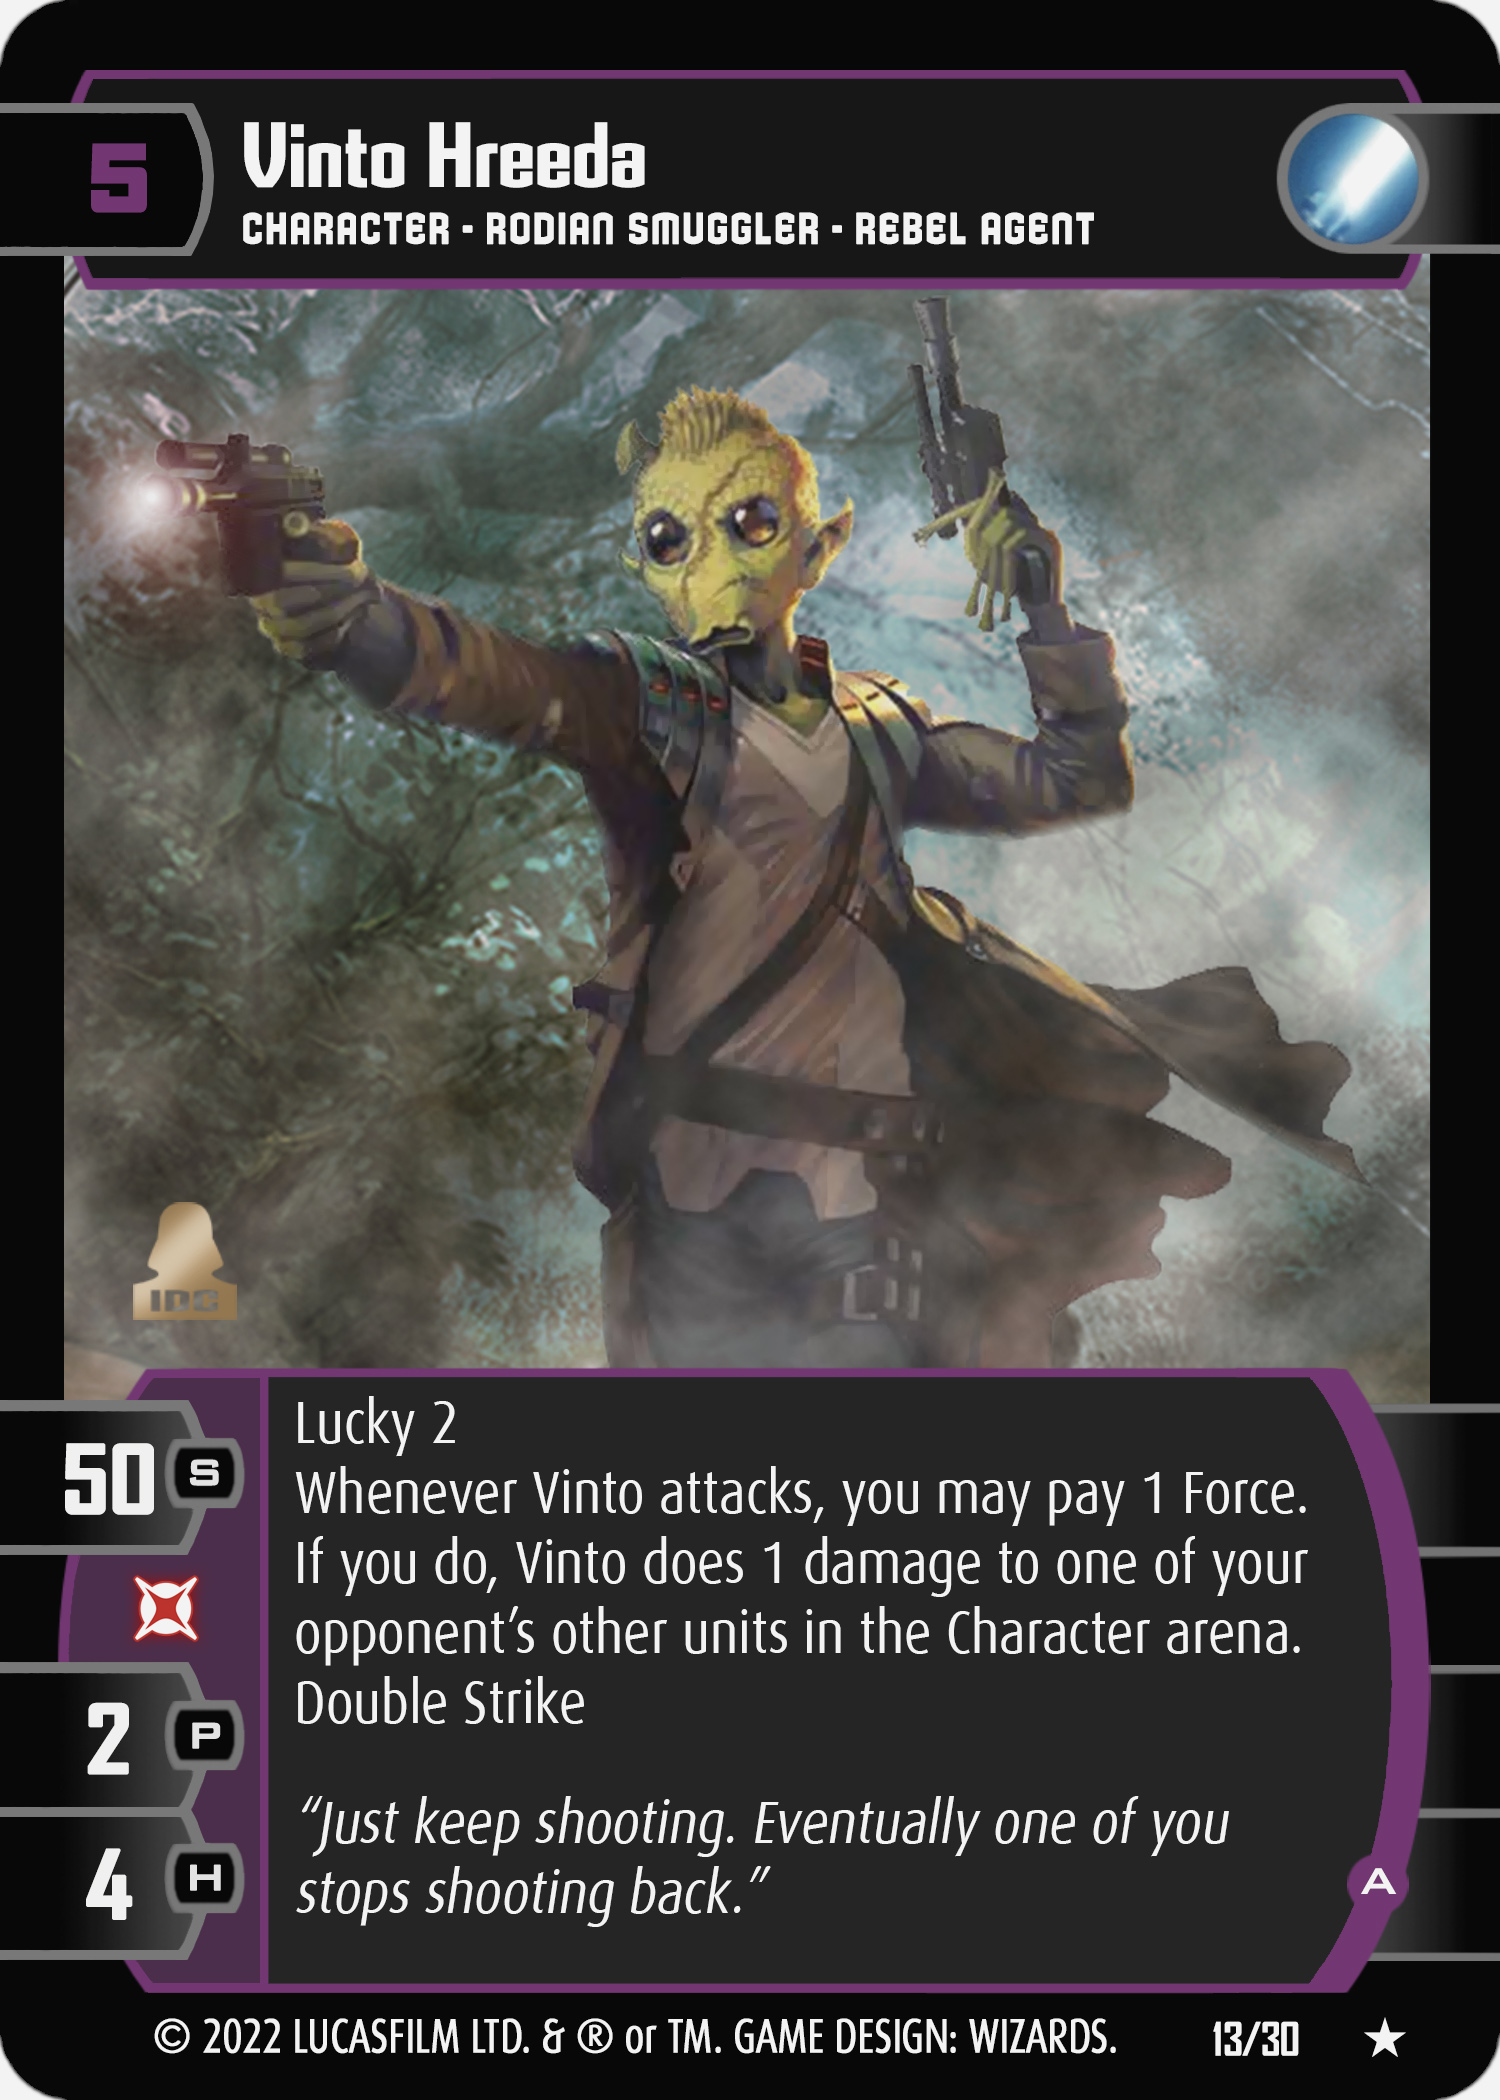 5
Vinto Hreeda
CHARACTER - RODIAN SMUGGLER - REBEL AGENT
IDC
50 S
2 P
4 H
Lucky 2
Whenever Vinto attacks, you may pay 1 Force.
If you do, Vinto does 1 damage to one of your
opponent’s other units in the Character arena.
Double Strike
“Just keep shooting. Eventually one of you
stops shooting back.”
A
© 2022 LUCASFILM LTD. & ® or TM. GAME DESIGN: WIZARDS. 13/30